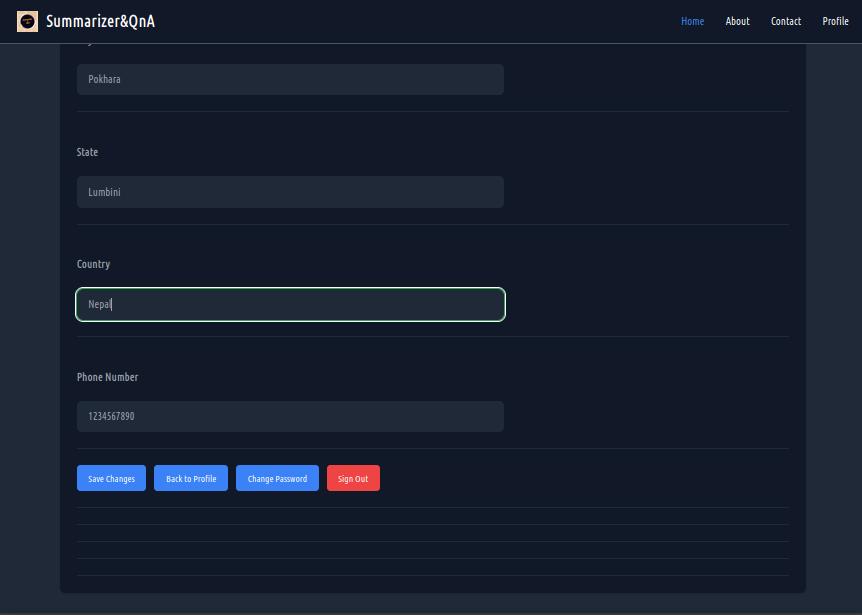 Summarizer&QnA
Home About Contact Profile
Pokhara
State
Lumbini
Country
Nepal
Phone Number
1234567890
Save Changes Back to Profile Change Password Sign Out